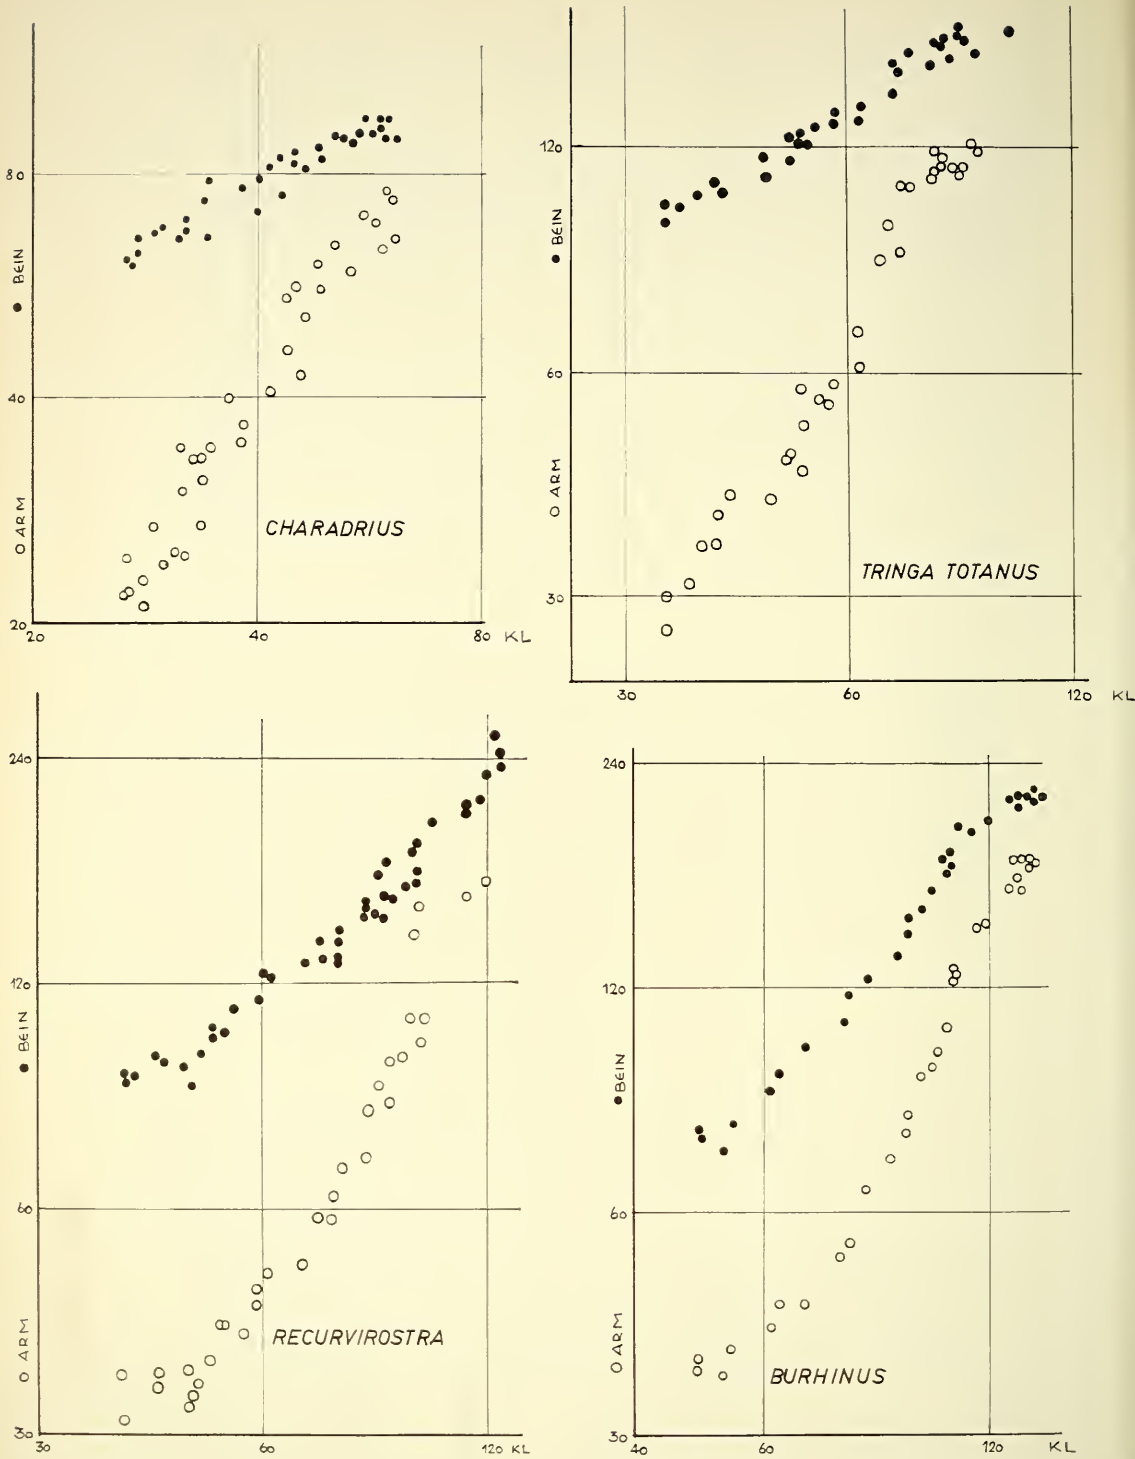 80
40
20
● BEIN
○ ARM
CHARADRIUS
20 40 80 KL
120
60
30
● BEIN
○ ARM
TRINGA TOTANUS
30 60 120 KL
240
120
60
30
● BEIN
○ ARM
RECURVIROSTRA
30 60 120 KL
240
120
60
30
● BEIN
○ ARM
BURHINUS
40 60 120 KL